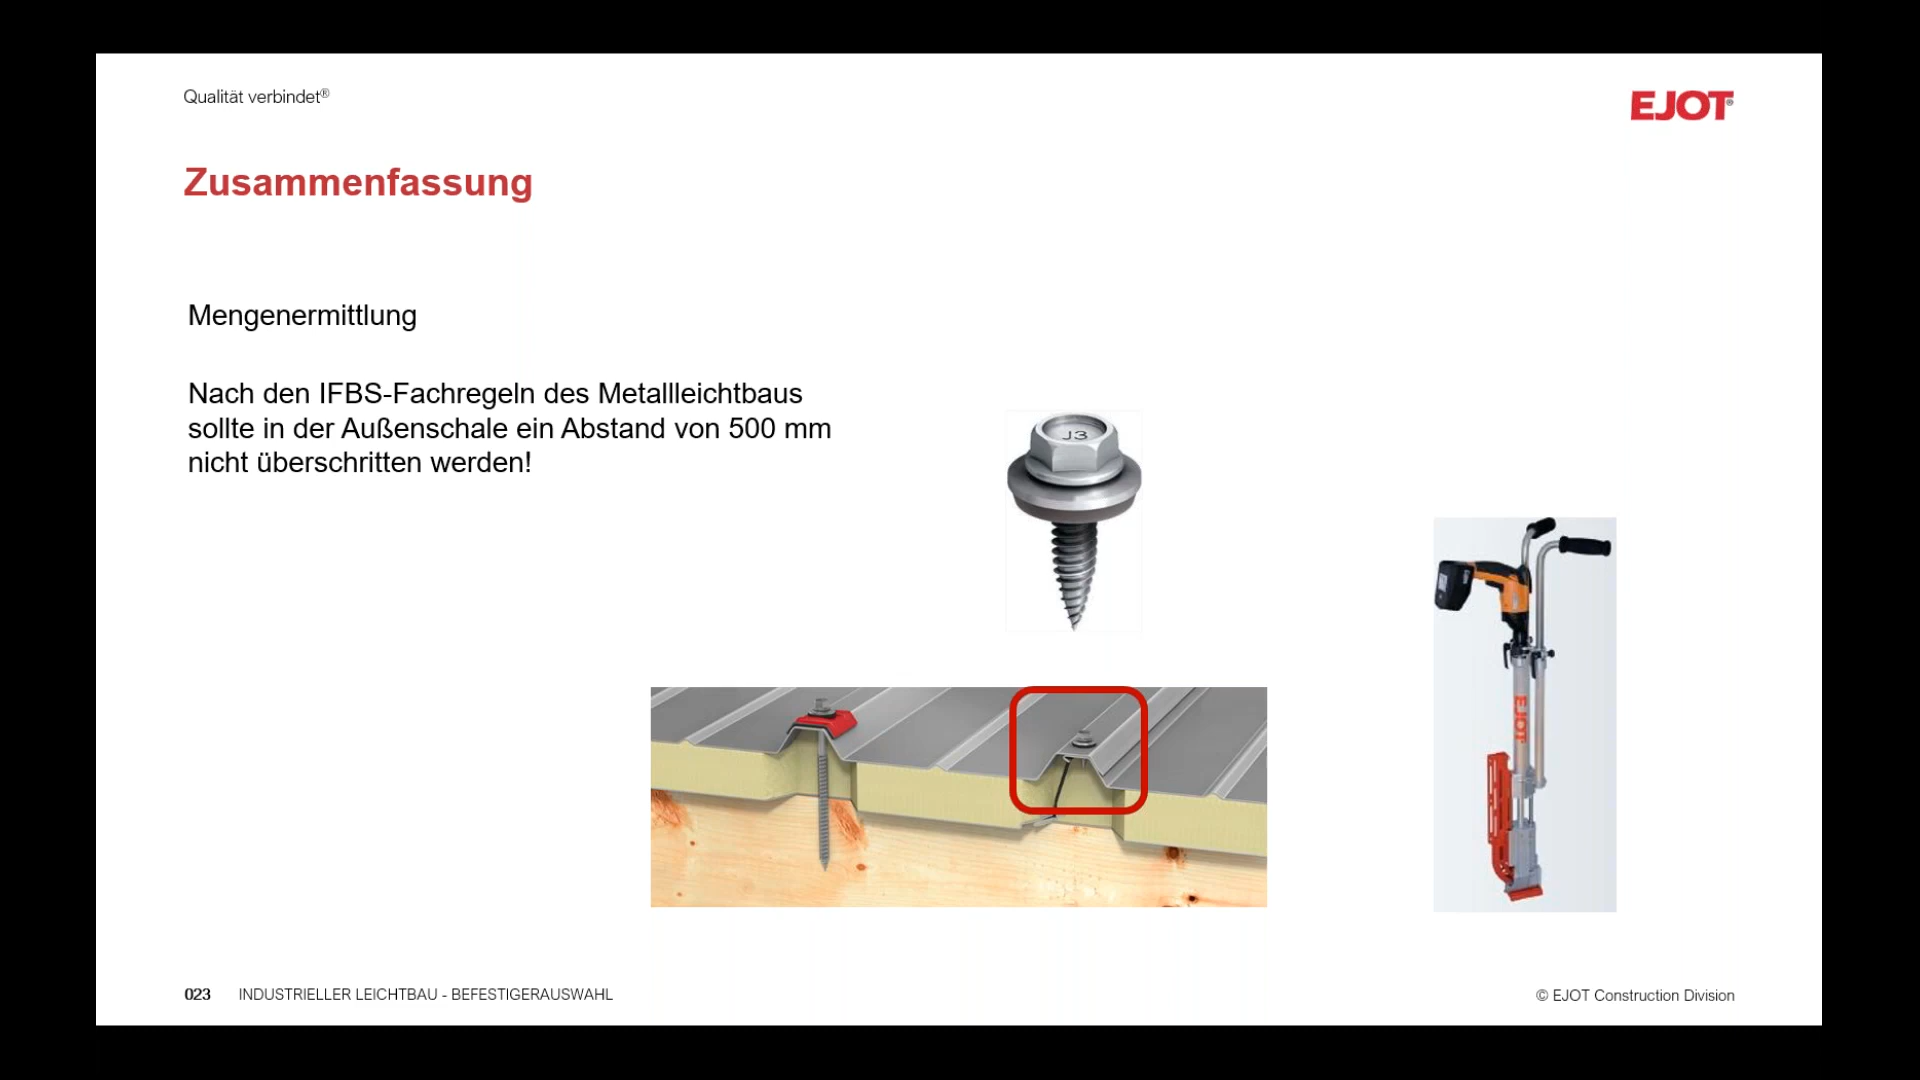 Qualität verbindet®
EJOT®
Zusammenfassung
Mengenermittlung
Nach den IFBS-Fachregeln des Metallleichtbaus
sollte in der Außenschale ein Abstand von 500 mm
nicht überschritten werden!
J3
EJOT
023 INDUSTRIELLER LEICHTBAU - BEFESTIGERAUSWAHL
© EJOT Construction Division